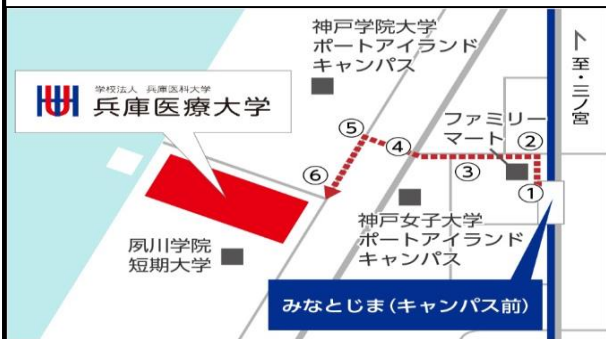 神戸学院大学
ポートアイランド
キャンパス
至・三ノ宮
学校法人 兵庫医科大学
兵庫医療大学
ファミリー
マート
⑤
④
②
③
⑥
①
神戸女子大学
ポートアイランド
キャンパス
夙川学院
短期大学
みなとじま(キャンパス前)